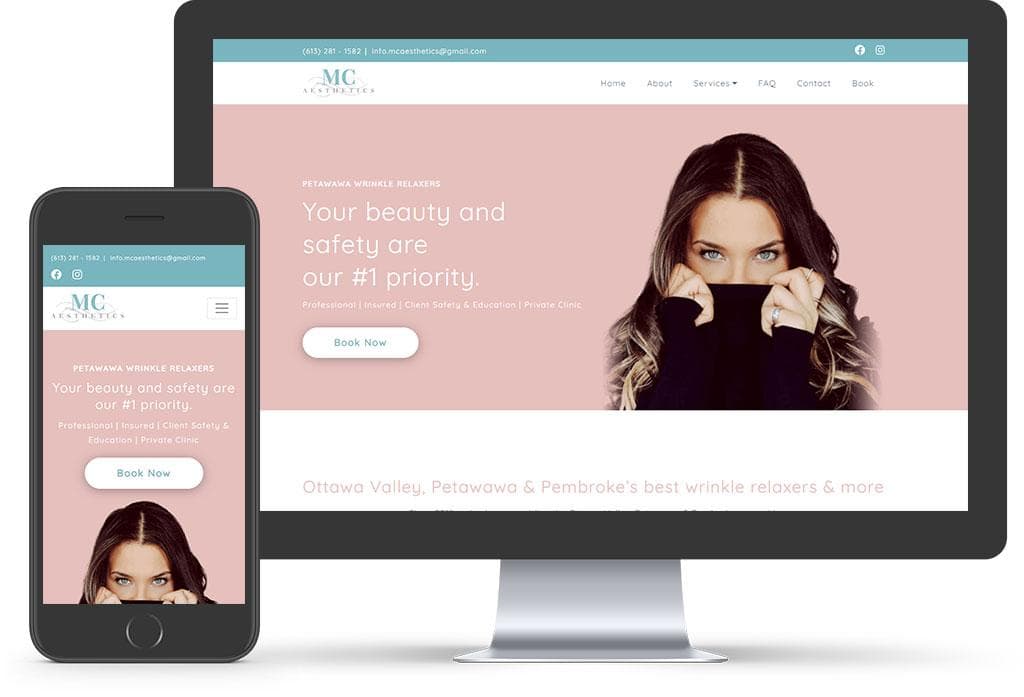 (613) 281 - 1582 | info.mcaesthetics@gmail.com
MC
AESTHETICS
Home About Services FAQ Contact Book
PETAWAWA WRINKLE RELAXERS
Your beauty and
safety are
our #1 priority.
Professional | Insured | Client Safety & Education | Private Clinic
Book Now
Ottawa Valley, Petawawa & Pembroke's best wrinkle relaxers & more
(613) 281 - 1582 | info.mcaesthetics@gmail.com
MC
AESTHETICS
PETAWAWA WRINKLE RELAXERS
Your beauty and safety are
our #1 priority.
Professional | Insured | Client Safety &
Education | Private Clinic
Book Now